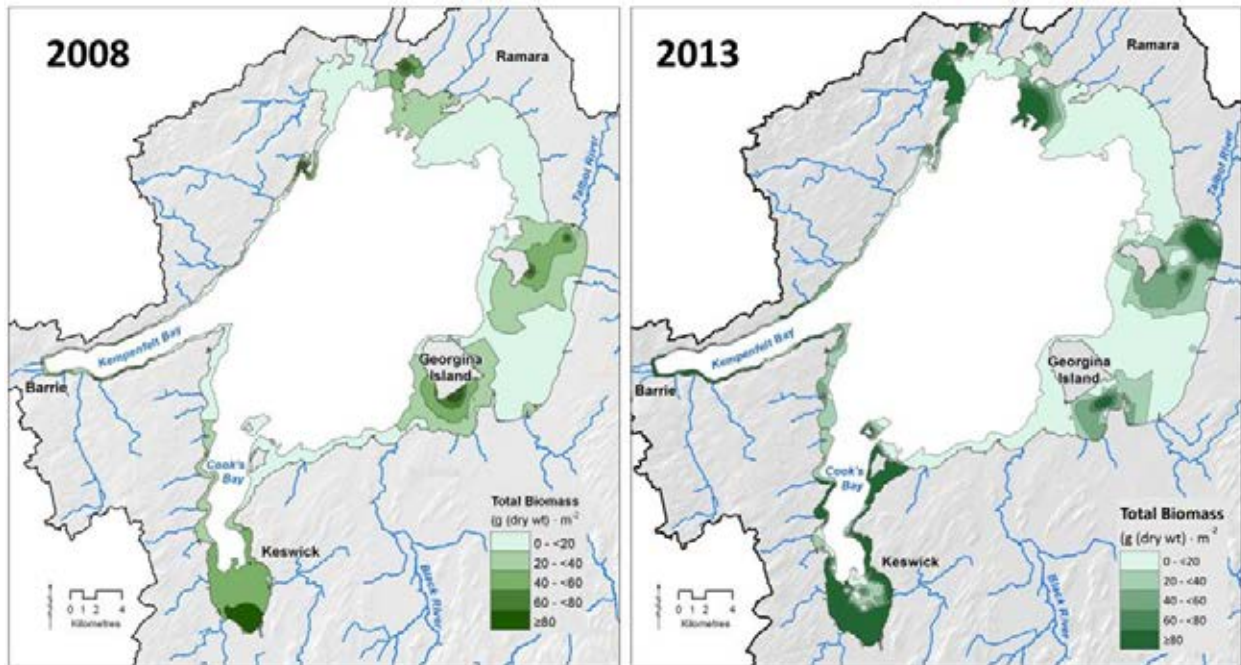 2008
Ramara
Talbot River
Kempenfelt Bay
Barrie
Georgina
Island
Cook's
Bay
Keswick
Black River
Total Biomass
(g (dry wt) · m-2
0 - <20
20 - <40
40 - <60
60 - <80
≥80
0 2 4
Kilometres
2013
Ramara
Talbot River
Kempenfelt Bay
Barrie
Georgina
Island
Cook's
Bay
Keswick
Black River
Total Biomass
(g (dry wt) · m-2
0 - <20
20 - <40
40 - <60
60 - <80
≥80
0 2 4
Kilometres